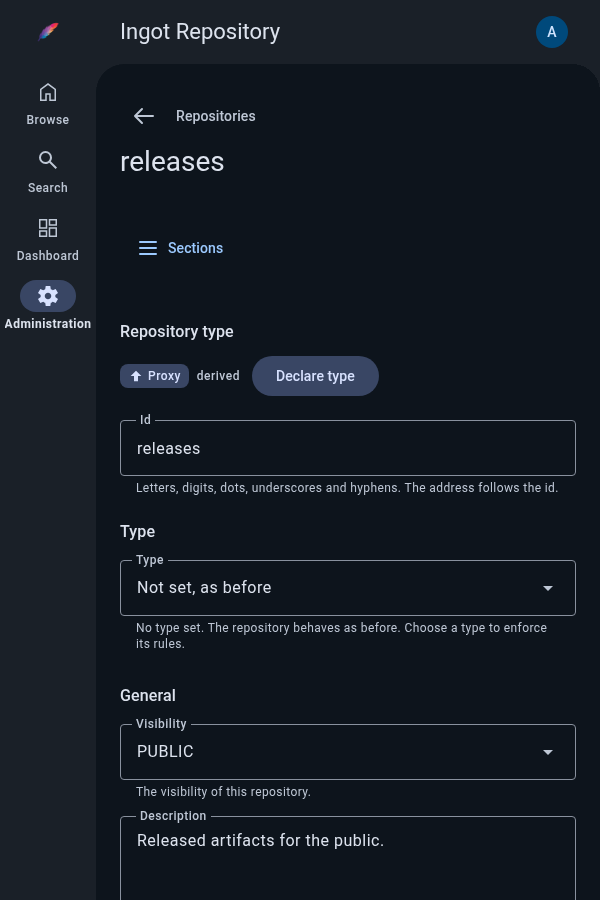 Ingot Repository
A
Browse
Search
Dashboard
Administration
Repositories
releases
Sections
Repository type
Proxy derived Declare type
Id
releases
Letters, digits, dots, underscores and hyphens. The address follows the id.
Type
Type
Not set, as before
No type set. The repository behaves as before. Choose a type to enforce
its rules.
General
Visibility
PUBLIC
The visibility of this repository.
Description
Released artifacts for the public.